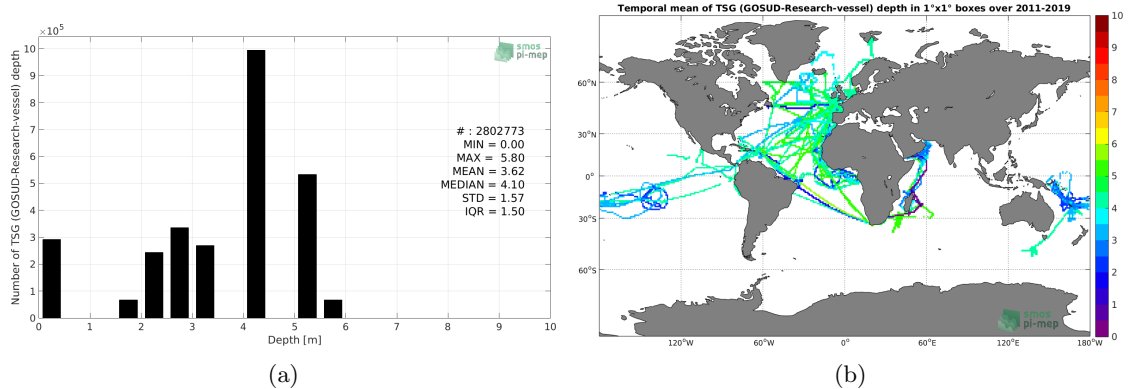 ×10⁵
10
9
8
7
6
5
4
3
2
1
0
Number of TSG (GOSUD-Research-vessel) depth
smos
pi-mep
# : 2802773
MIN = 0.00
MAX = 5.80
MEAN = 3.62
MEDIAN = 4.10
STD = 1.57
IQR = 1.50
0 1 2 3 4 5 6 7 8 9 10
Depth [m]
(a)
Temporal mean of TSG (GOSUD-Research-vessel) depth in 1°x1° boxes over 2011-2019
60°N
30°N
0°
30°S
60°S
120°W 60°W 0° 60°E 120°E 180°W
smos
pi-mep
10
9
8
7
6
5
4
3
2
1
0
(b)